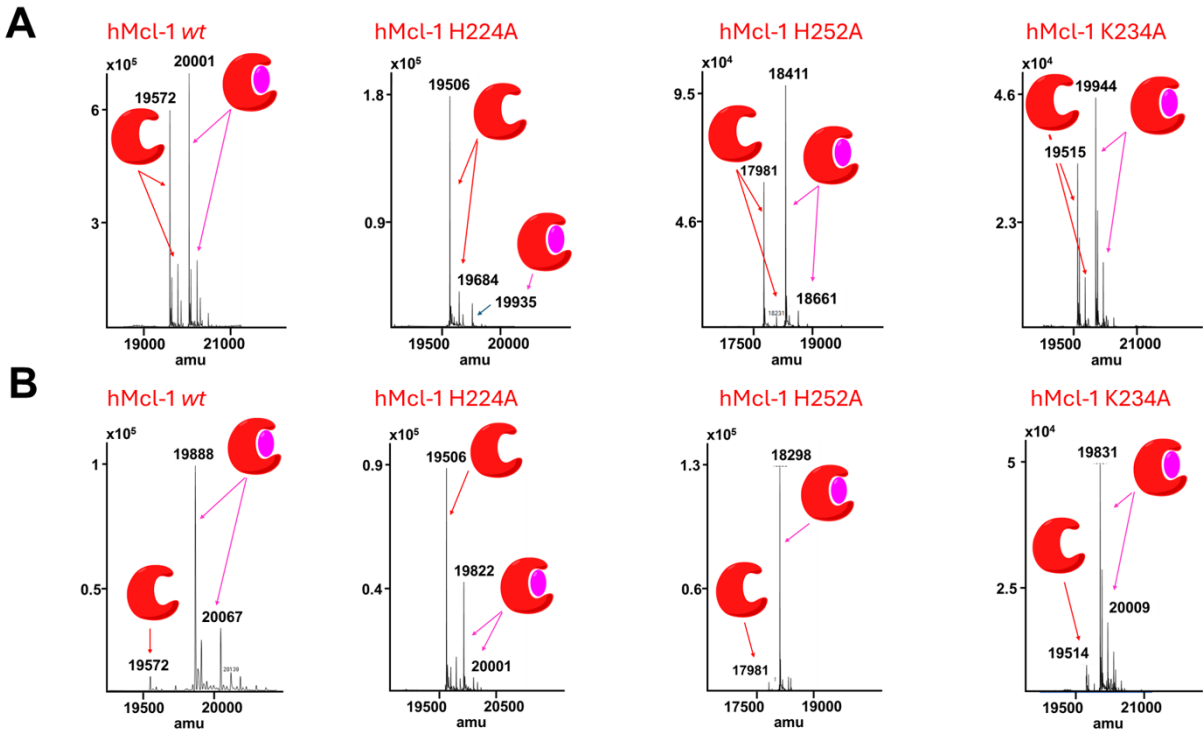 A
hMcl-1 wt
hMcl-1 H224A
hMcl-1 H252A
hMcl-1 K234A
x10⁵
6
3
19572
20001
19000 21000
amu
x10⁵
1.8
0.9
19506
19684
19935
19500 20000
amu
x10⁴
9.5
4.6
18411
17981
18231
18661
17500 19000
amu
x10⁴
4.6
2.3
19944
19515
19500 21000
amu
B
hMcl-1 wt
hMcl-1 H224A
hMcl-1 H252A
hMcl-1 K234A
x10⁵
1
0.5
19888
20067
19572
19500 20000
amu
x10⁵
0.9
0.4
19506
19822
20001
19500 20500
amu
x10⁵
1.3
0.6
18298
17981
17500 19000
amu
x10⁴
5
2.5
19831
20009
19514
19500 21000
amu